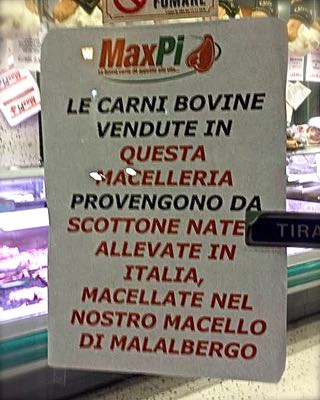 FUMARE
MaxPi
LE CARNI BOVINE
VENDUTE IN
QUESTA
MACELLERIA
PROVENGONO DA
SCOTTONE NATE
ALLEVATE IN
ITALIA,
MACELLATE NEL
NOSTRO MACELLO
DI MALALBERGO
TIRA